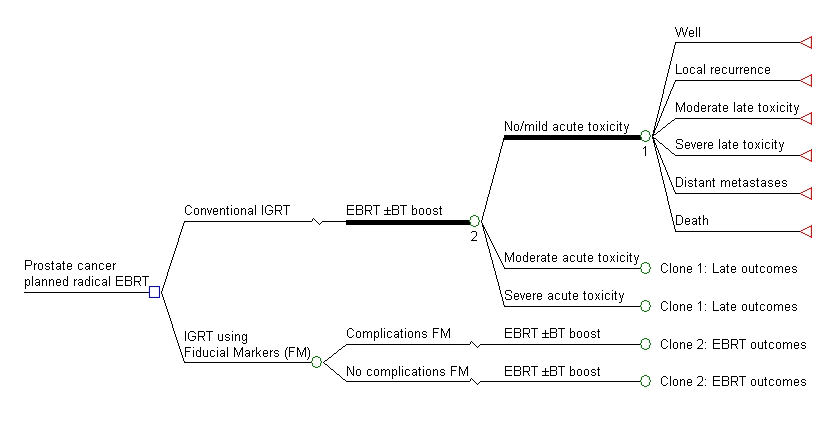 Well
Local recurrence
Moderate late toxicity
No/mild acute toxicity
1
Severe late toxicity
Distant metastases
Death
Conventional IGRT
EBRT ±BT boost
2
Moderate acute toxicity
Clone 1: Late outcomes
Prostate cancer
planned radical EBRT
Severe acute toxicity
Clone 1: Late outcomes
IGRT using
Fiducial Markers (FM)
Complications FM
EBRT ±BT boost
Clone 2: EBRT outcomes
No complications FM
EBRT ±BT boost
Clone 2: EBRT outcomes